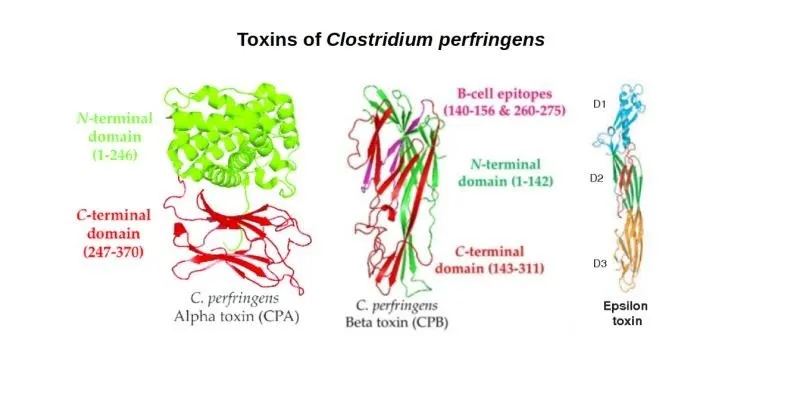 Toxins of Clostridium perfringens
N-terminal
domain
(1-246)
C-terminal
domain
(247-370)
C. perfringens
Alpha toxin (CPA)
B-cell epitopes
(140-156 & 260-275)
N-terminal
domain (1-142)
C-terminal
domain (143-311)
C. perfringens
Beta toxin (CPB)
D1
D2
D3
Epsilon
toxin